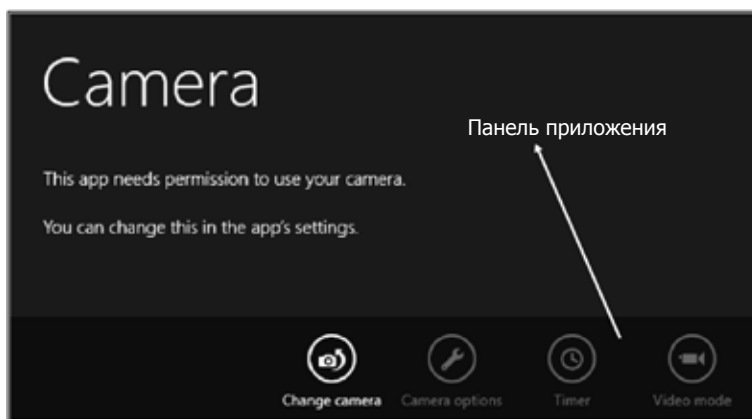 Camera
Панель приложения
This app needs permission to use your camera.
You can change this in the app's settings.
Change camera
Camera options
Timer
Video mode